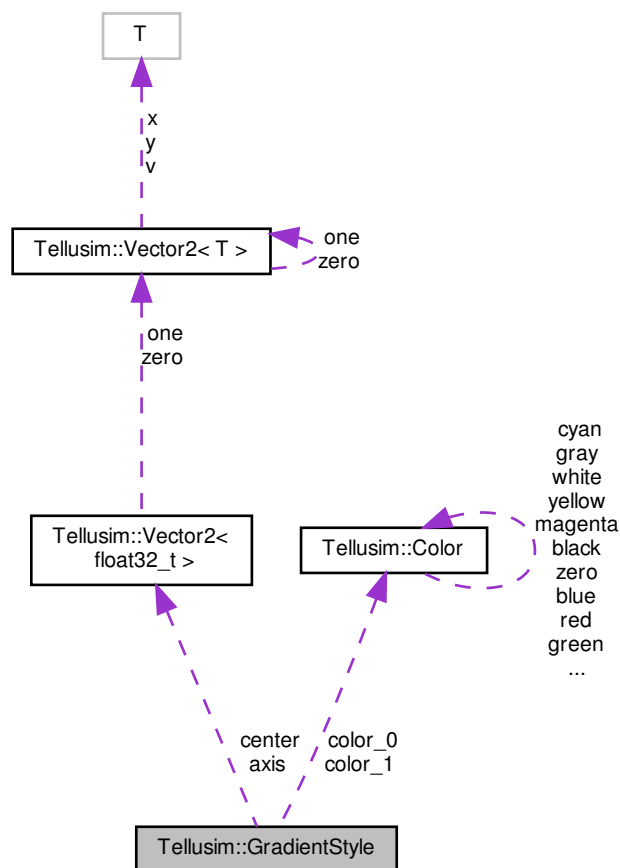 T
x
y
v
Tellusim::Vector2< T >
one
zero
one
zero
Tellusim::Vector2<
float32_t >
Tellusim::Color
cyan
gray
white
yellow
magenta
black
zero
blue
red
green
...
center
axis
color_0
color_1
Tellusim::GradientStyle